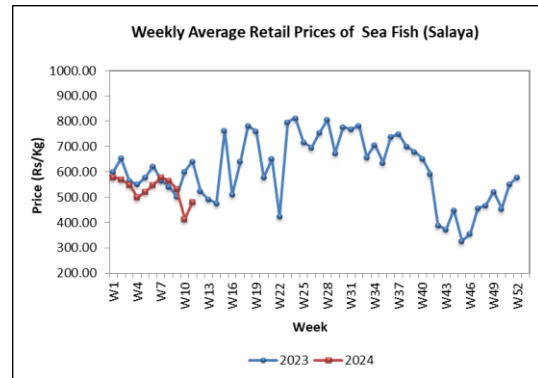 Weekly Average Retail Prices of Sea Fish (Salaya)
Price (Rs/Kg)
1000.00
900.00
800.00
700.00
600.00
500.00
400.00
300.00
200.00
W1 W4 W7 W10 W13 W16 W19 W22 W25 W28 W31 W34 W37 W40 W43 W46 W49 W52
Week
2023 2024